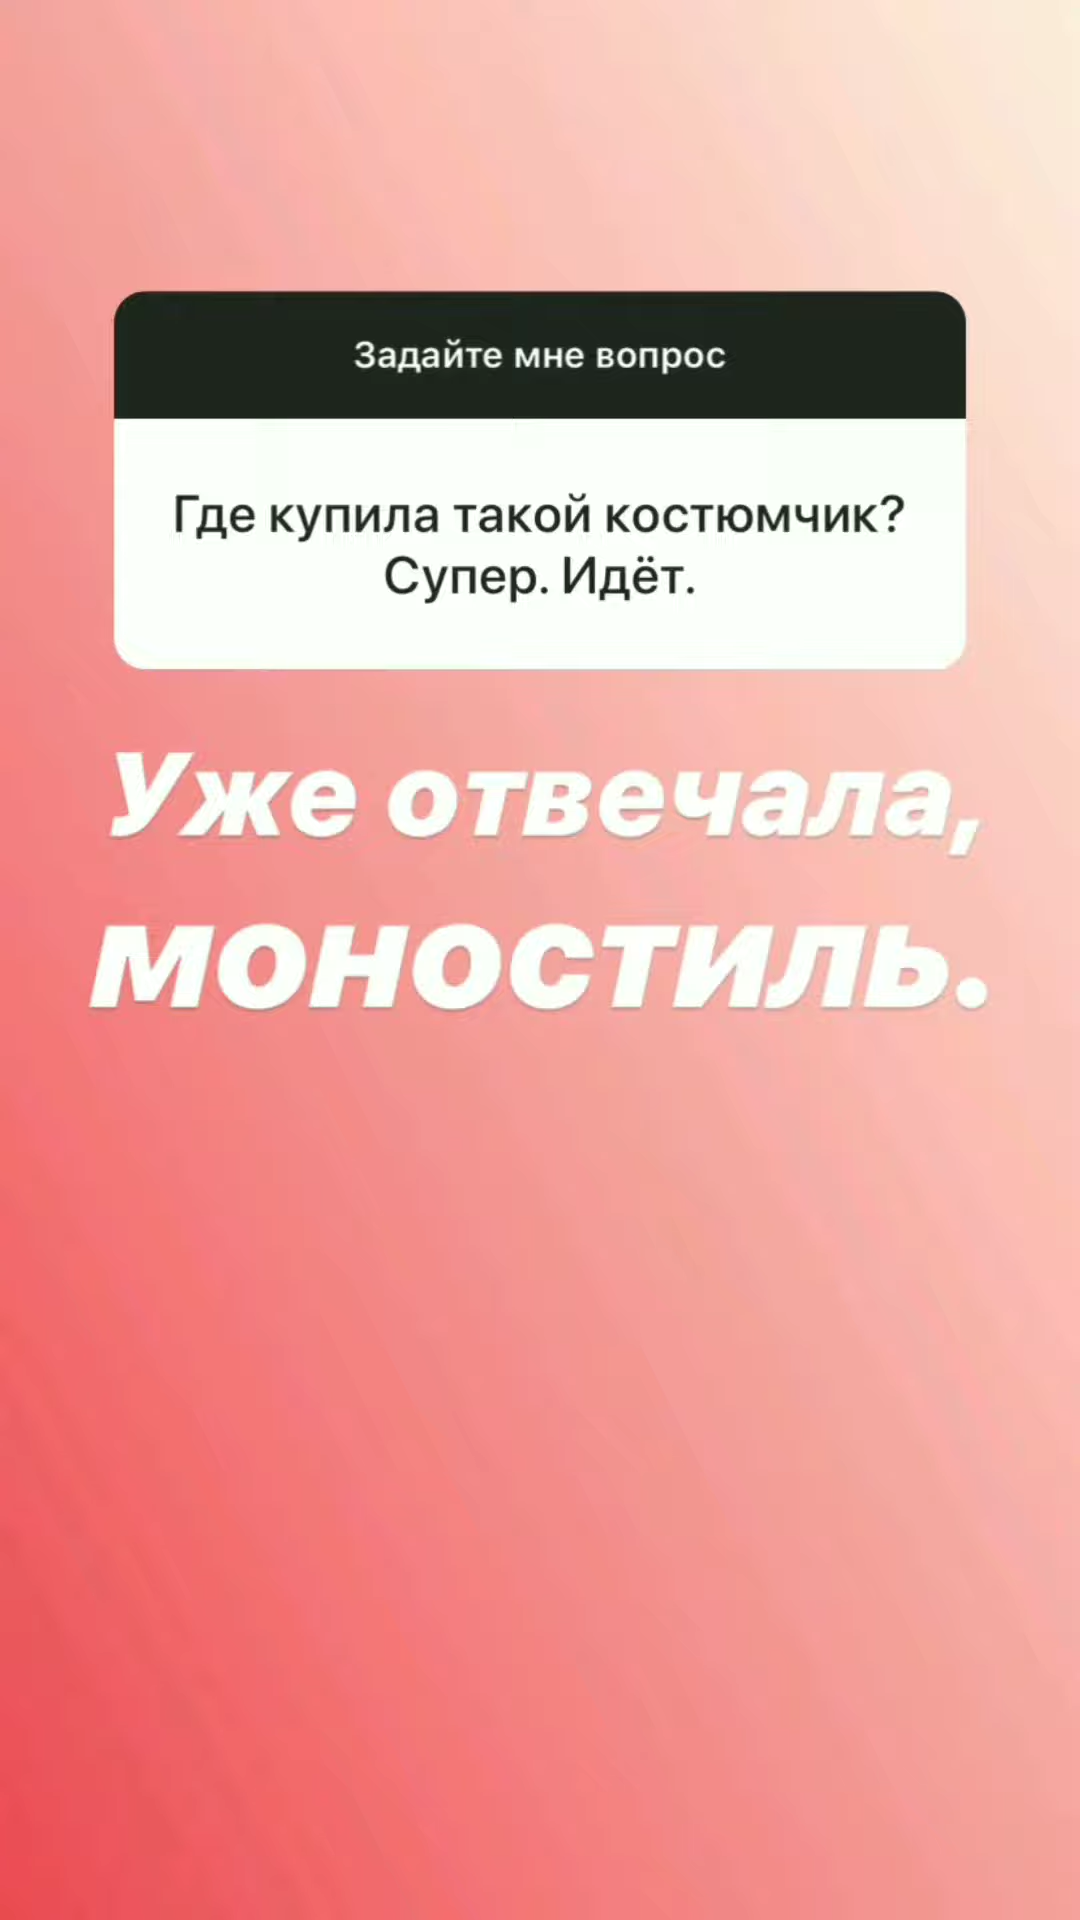 Задайте мне вопрос
Где купила такой костюмчик?
Супер. Идёт.
Уже отвечала,
моностиль.